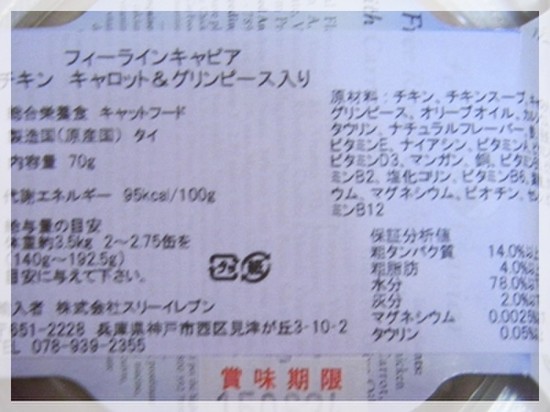 フィーラインキャビア
チキン キャロット＆グリンピース入り
総合栄養食 キャットフード
製造国(原産国) タイ
内容量 70g
代謝エネルギー 95kcal/100g
給与量の目安
体重約3.5kg 2～2.75缶を
(140g～192.5g)
目安に与えて下さい。
輸入者 株式会社スリーイレブン
〒651-2228 兵庫県神戸市西区見津が丘3-10-2
TEL 078-939-2355
原材料：チキン、チキンスープ、
グリンピース、オリーブオイル、
タウリン、ナチュラルフレーバー、
ビタミンE、ナイアシン、ビタミン
ビタミンD3、マンガン、銅、ビタ
ミンB2、塩化コリン、ビタミンB6、
ウム、マグネシウム、ビオチン、
ミンB12
保証分析値
粗タンパク質 14.0%以
粗脂肪 4.0%
水分 78.0%
灰分 2.0%
マグネシウム 0.002
タウリン 0.05%
賞味期限